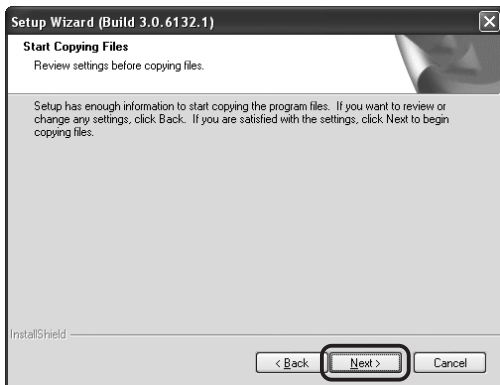 Setup Wizard (Build 3.0.6132.1)
Start Copying Files
Review settings before copying files.
Setup has enough information to start copying the program files. If you want to review or
change any settings, click Back. If you are satisfied with the settings, click Next to begin
copying files.
InstallShield
< Back Next > Cancel